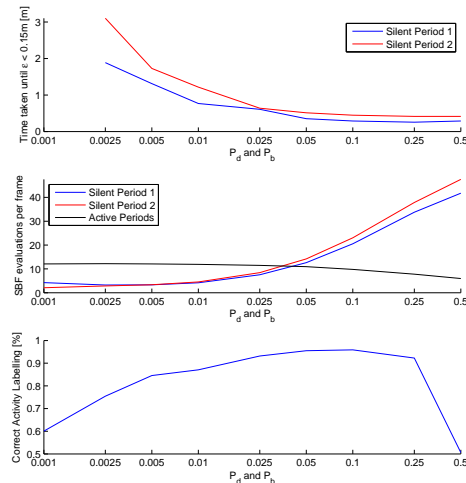 Time taken until ε < 0.15m [m]
3
2
1
0
Silent Period 1
Silent Period 2
0.001 0.0025 0.005 0.01 0.025 0.05 0.1 0.25 0.5
P_d and P_b
SBF evaluations per frame
40
30
20
10
0
Silent Period 1
Silent Period 2
Active Periods
0.001 0.0025 0.005 0.01 0.025 0.05 0.1 0.25 0.5
P_d and P_b
Correct Activity Labelling [%]
1
0.9
0.8
0.7
0.6
0.5
0.001 0.0025 0.005 0.01 0.025 0.05 0.1 0.25 0.5
P_d and P_b